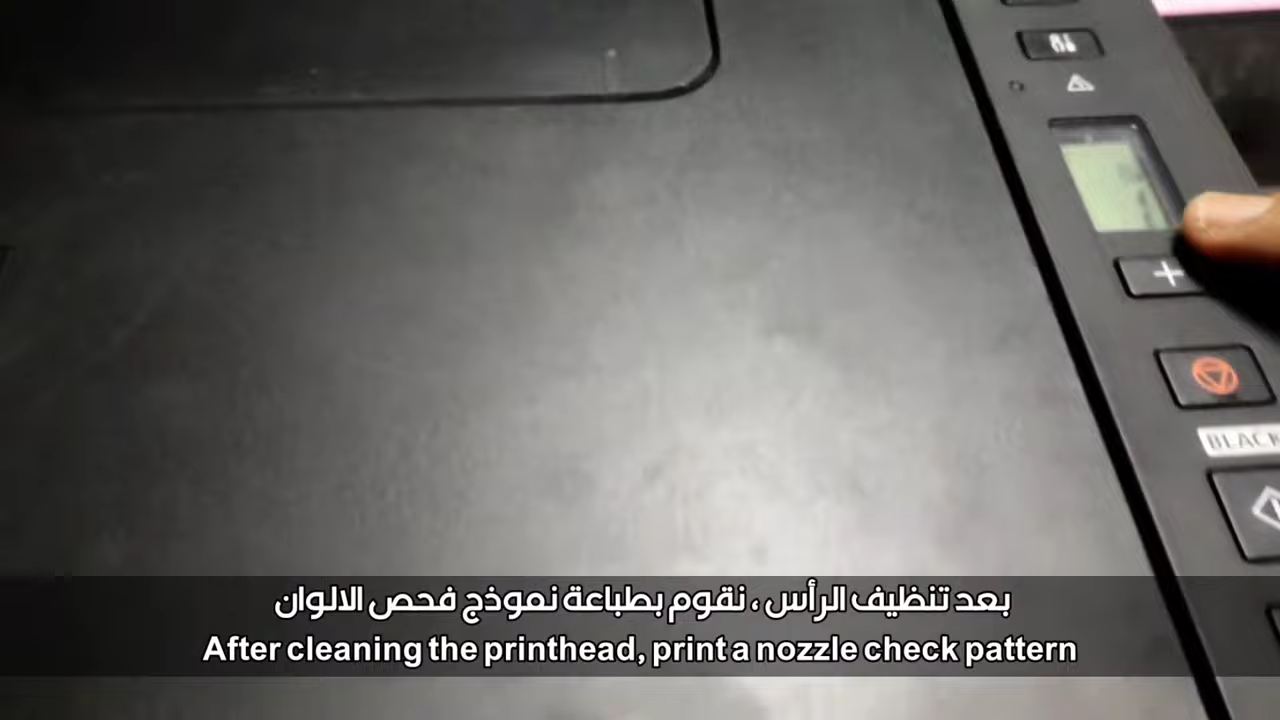 +
BLACK
بعد تنظيف الرأس ، نقوم بطباعة نموذج فحص الالوان
After cleaning the printhead, print a nozzle check pattern